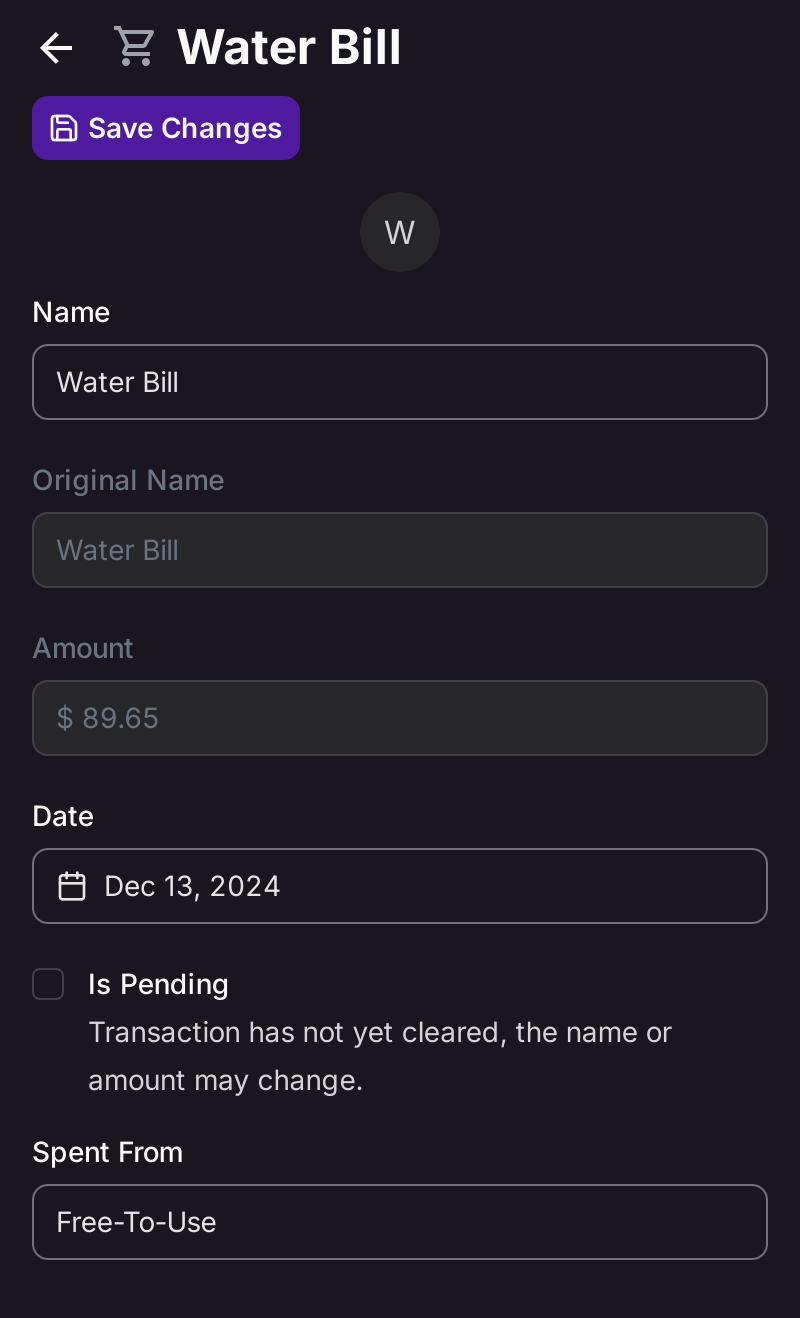 Water Bill
Save Changes
W
Name
Water Bill
Original Name
Water Bill
Amount
$ 89.65
Date
Dec 13, 2024
Is Pending
Transaction has not yet cleared, the name or
amount may change.
Spent From
Free-To-Use